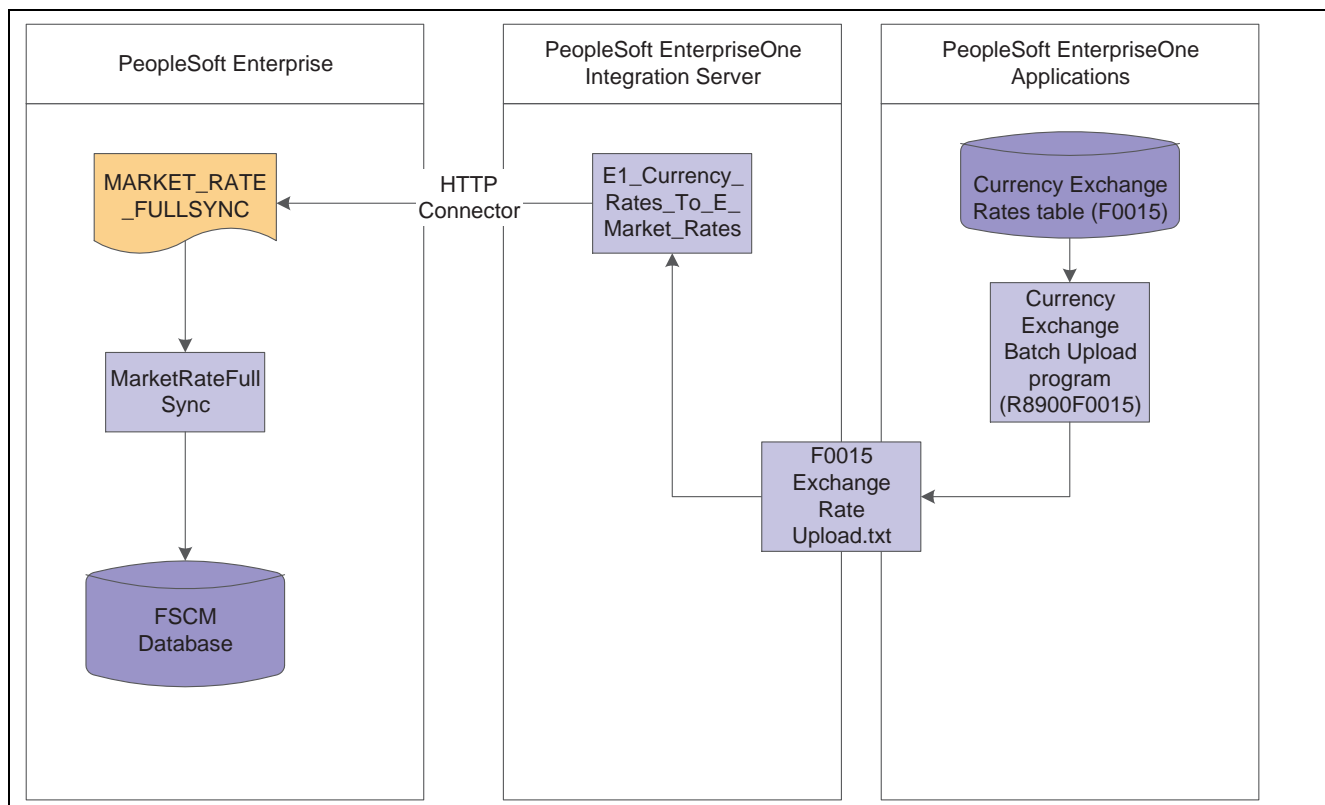 PeopleSoft Enterprise
PeopleSoft EnterpriseOne
Integration Server
PeopleSoft EnterpriseOne
Applications
MARKET_RATE
_FULLSYNC
HTTP
Connector
E1_Currency_
Rates_To_E_
Market_Rates
Currency Exchange
Rates table (F0015)
Currency
Exchange
Batch Upload
program
(R8900F0015)
MarketRateFull
Sync
F0015
Exchange
Rate
Upload.txt
FSCM
Database